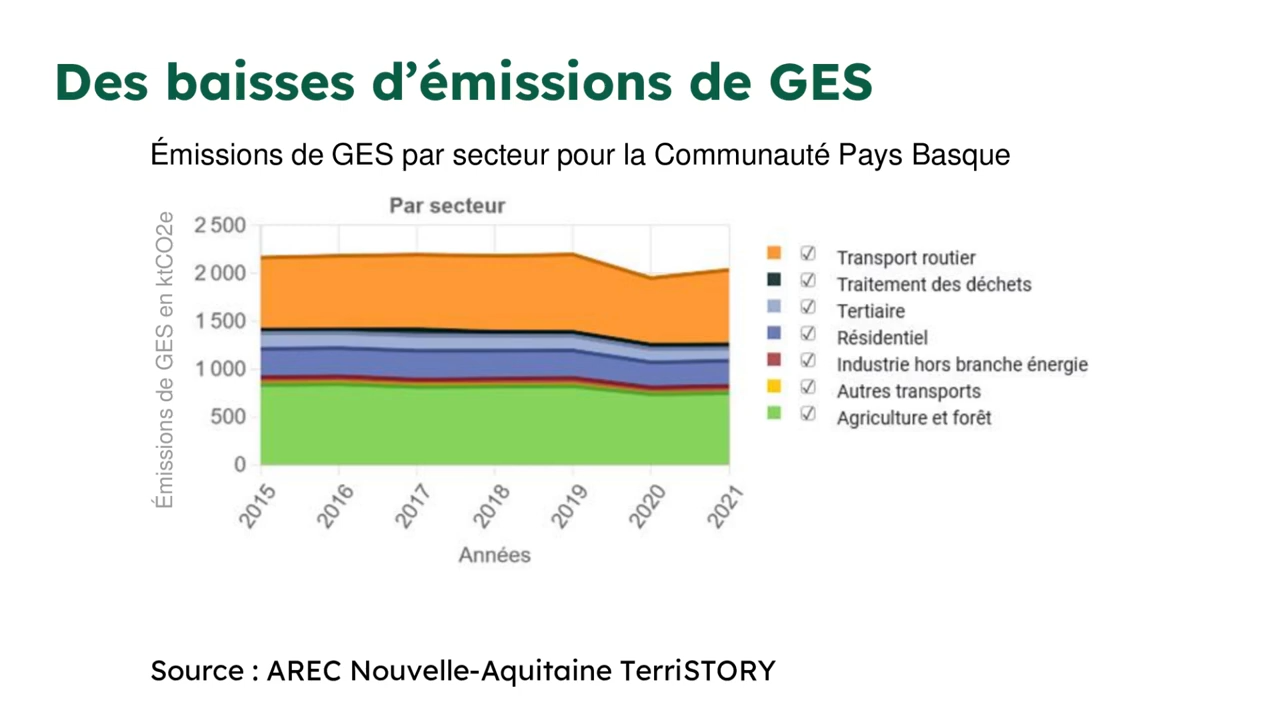 Des baisses d’émissions de GES
Émissions de GES par secteur pour la Communauté Pays Basque
Par secteur
Émissions de GES en ktCO2e
2 500
2 000
1 500
1 000
500
0
2015
2016
2017
2018
2019
2020
2021
Années
Transport routier
Traitement des déchets
Tertiaire
Résidentiel
Industrie hors branche énergie
Autres transports
Agriculture et forêt
Source : AREC Nouvelle-Aquitaine TerriSTORY